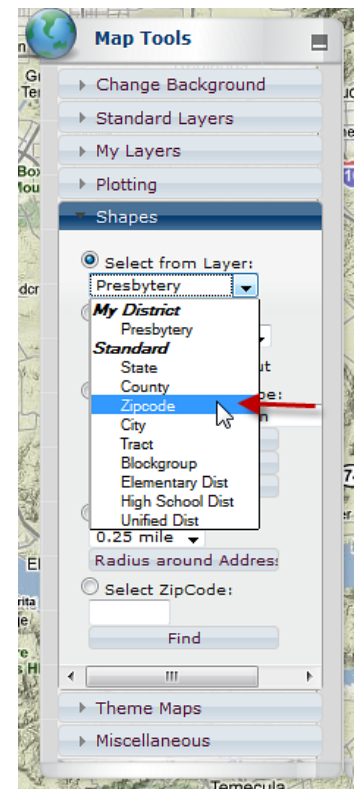 Map Tools
Change Background
Standard Layers
My Layers
Plotting
Shapes
Select from Layer:
Presbytery
My District
Presbytery
Standard
State
County
Zipcode
City
Tract
Blockgroup
Elementary Dist
High School Dist
Unified Dist
0.25 mile
Radius around Address
Select ZipCode:
Find
Theme Maps
Miscellaneous
Temecula